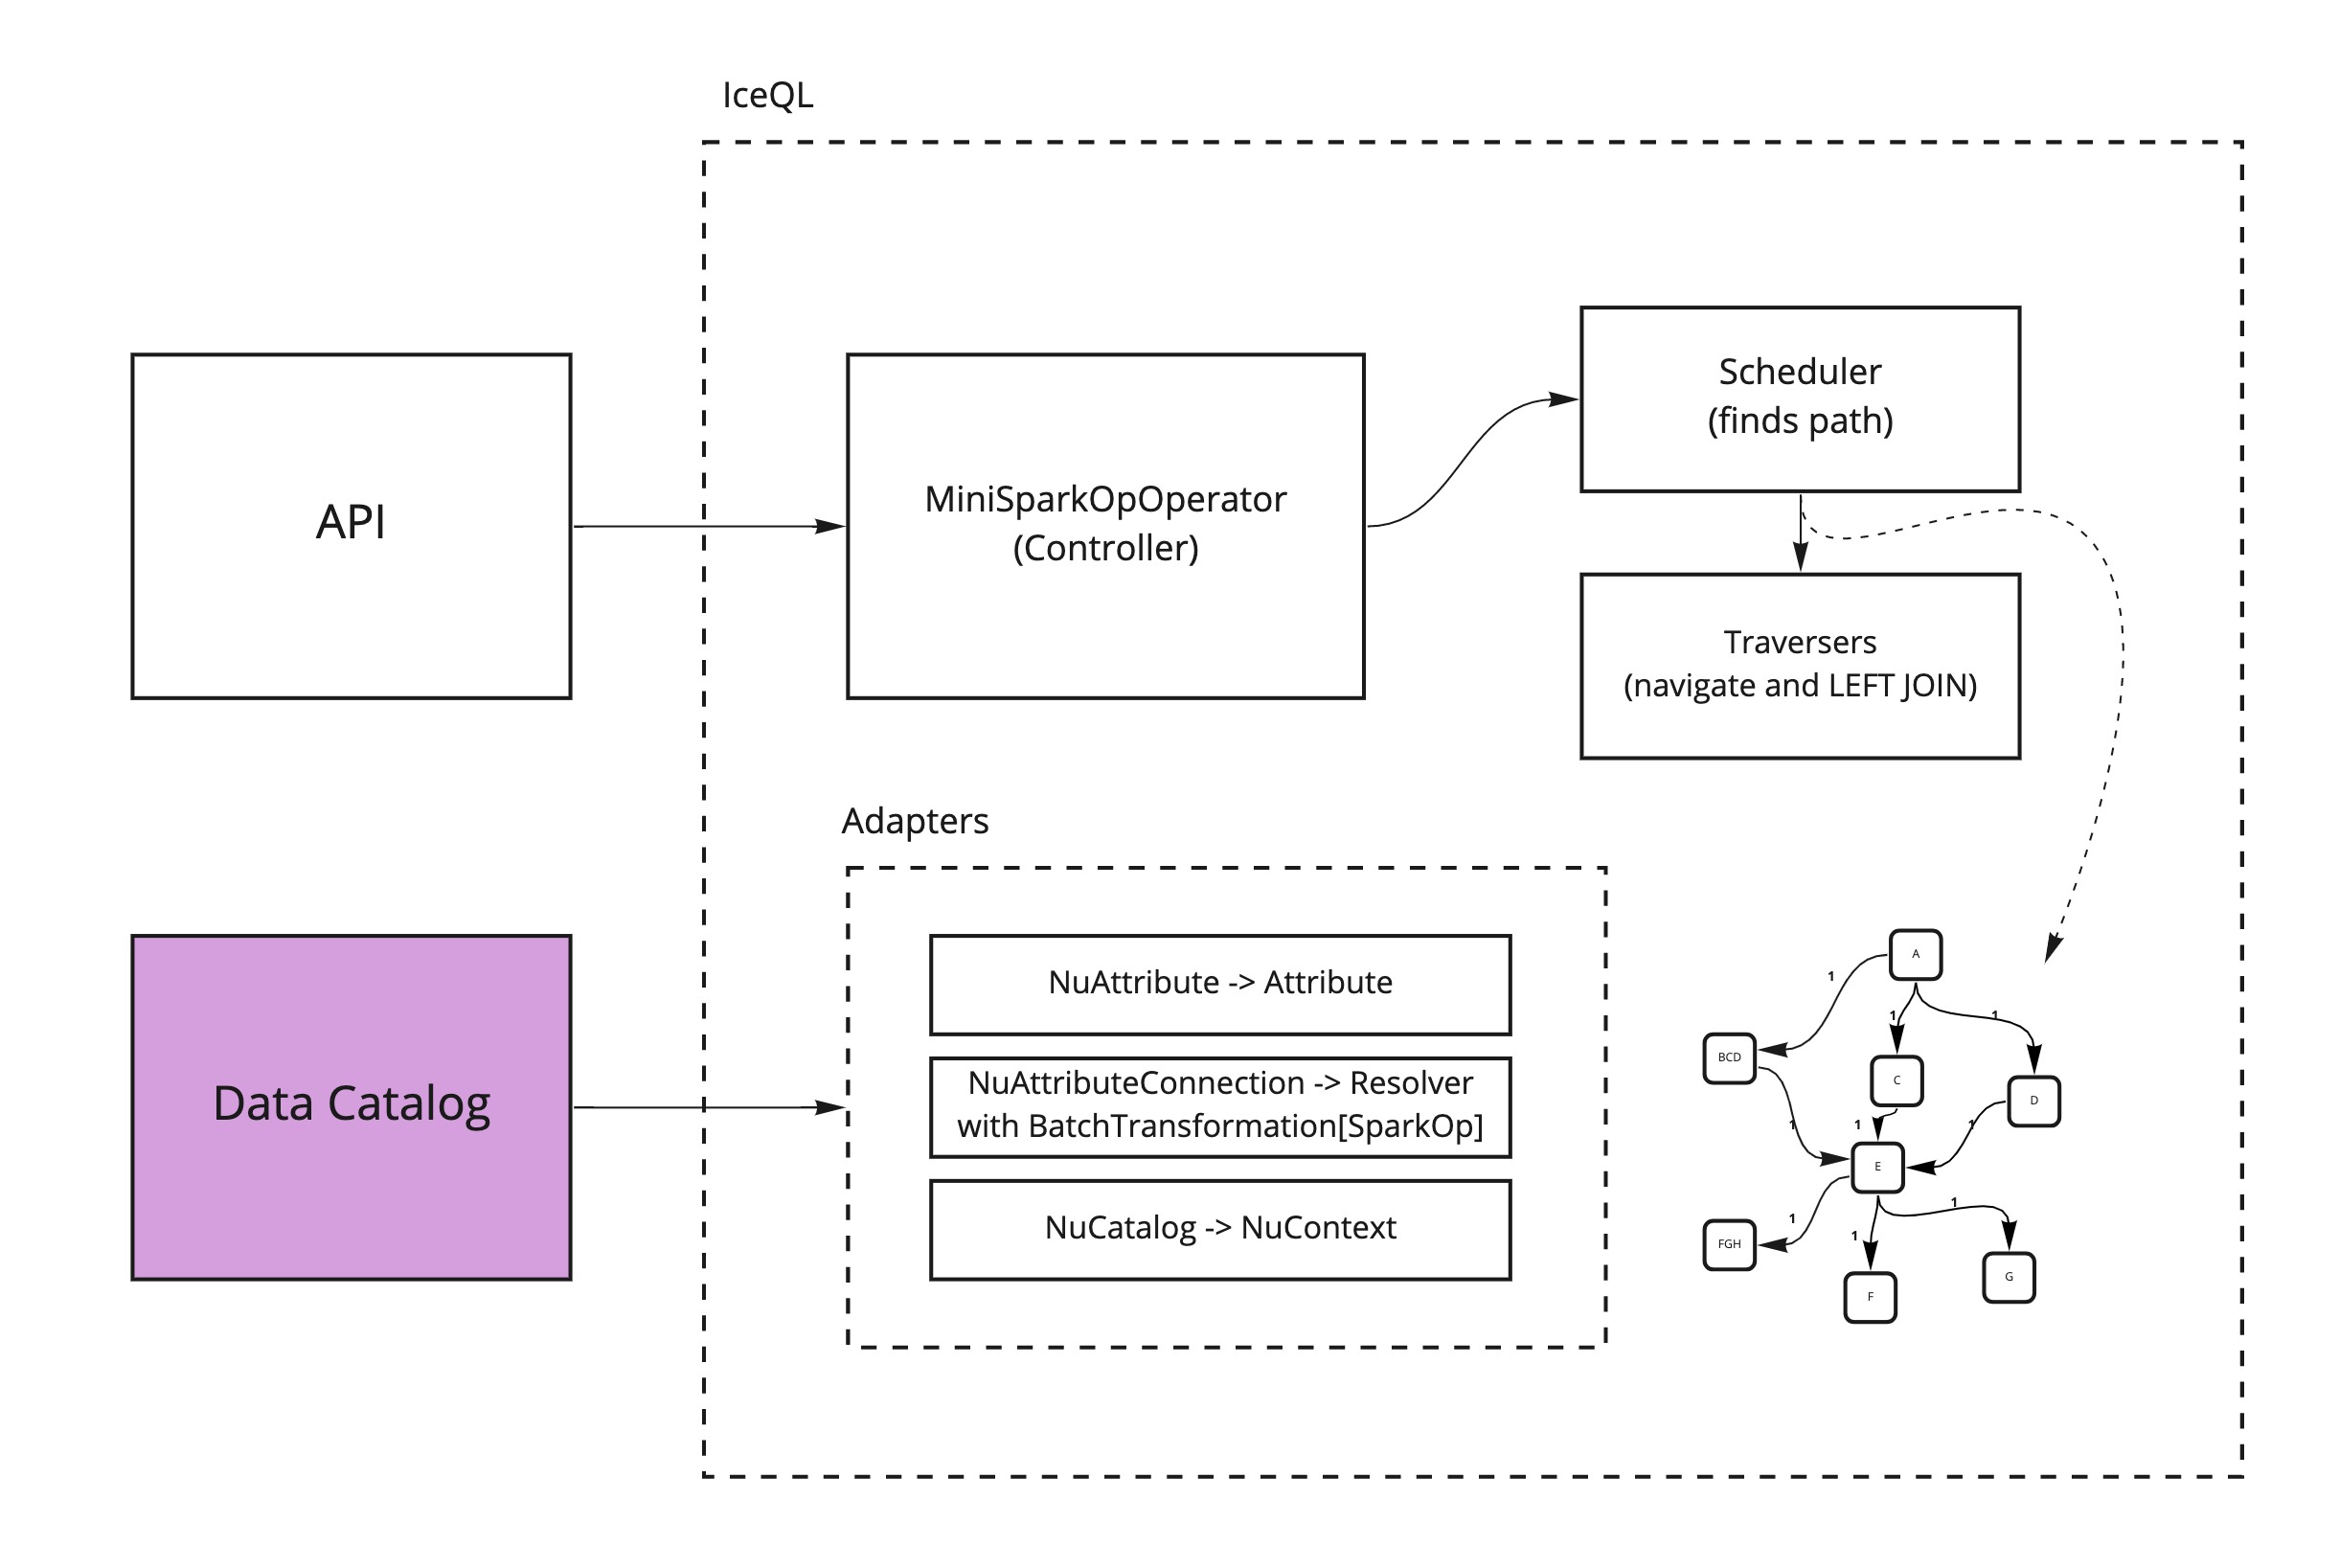 IceQL
API
MiniSparkOpOperator
(Controller)
Scheduler
(finds path)
Traversers
(navigate and LEFT JOIN)
Adapters
Data Catalog
NuAttribute -> Attribute
NuAttributeConnection -> Resolver
with BatchTransformation[SparkOp]
NuCatalog -> NuContext
A
1
1
1
BCD
C
D
1
1
1
E
1
1
1
FGH
F
G